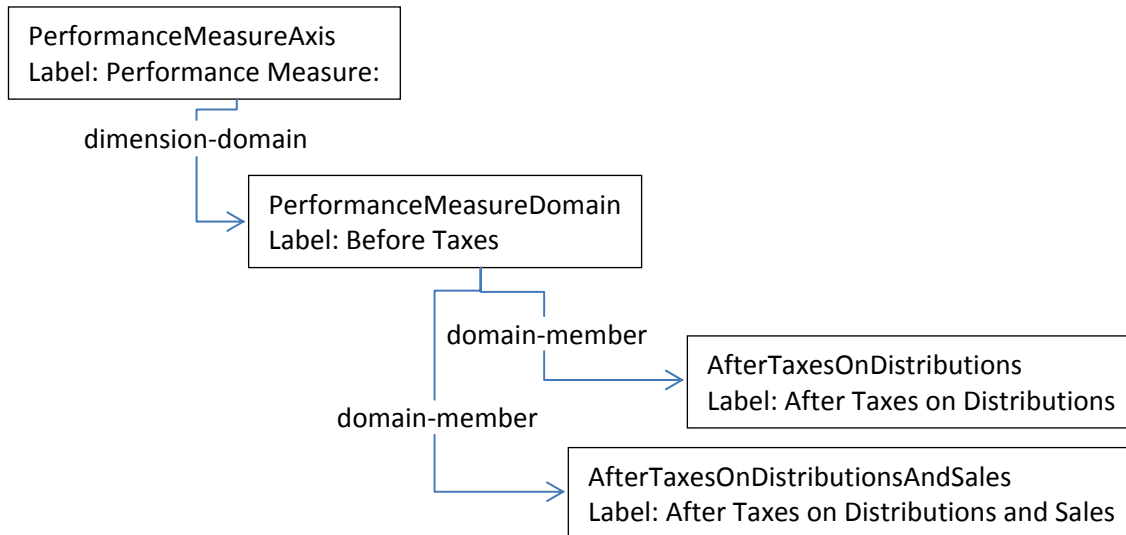 PerformanceMeasureAxis
Label: Performance Measure:
dimension-domain
PerformanceMeasureDomain
Label: Before Taxes
domain-member
AfterTaxesOnDistributions
Label: After Taxes on Distributions
domain-member
AfterTaxesOnDistributionsAndSales
Label: After Taxes on Distributions and Sales